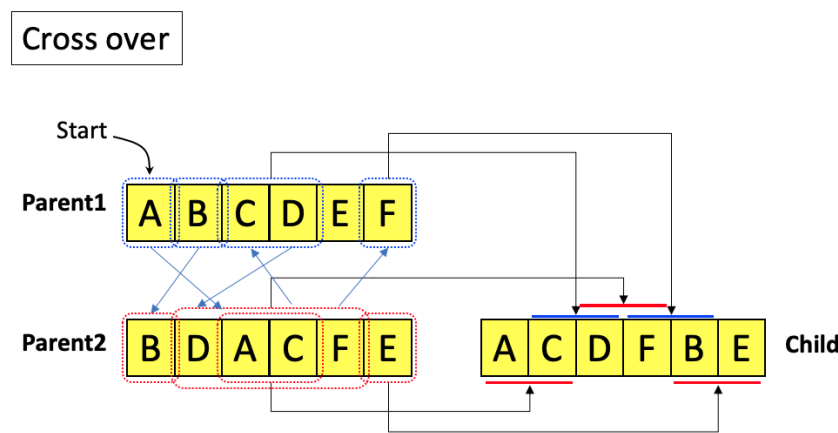 Cross over
Start
Parent1
A B C D E F
Parent2
B D A C F E
A C D F B E
Child